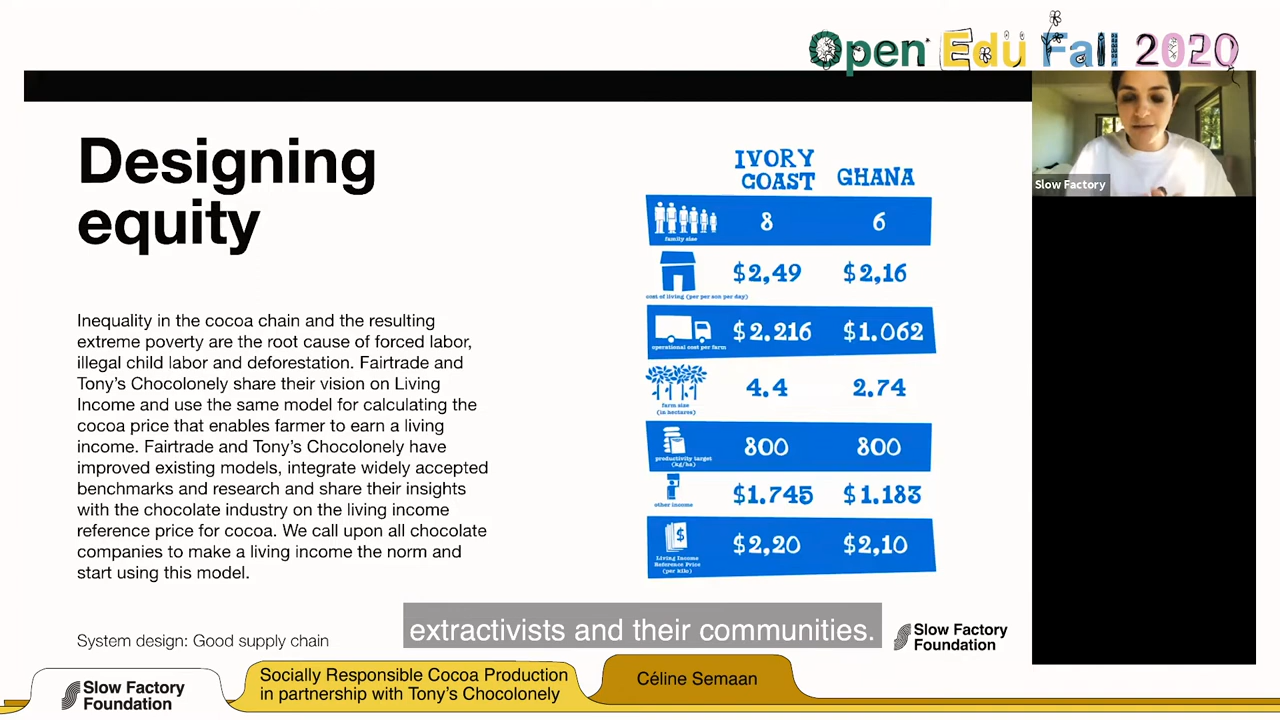 Open Edu Fall 2020
Designing
equity
Inequality in the cocoa chain and the resulting
extreme poverty are the root cause of forced labor,
illegal child labor and deforestation. Fairtrade and
Tony's Chocolonely share their vision on Living
Income and use the same model for calculating the
cocoa price that enables farmer to earn a living
income. Fairtrade and Tony's Chocolonely have
improved existing models, integrate widely accepted
benchmarks and research and share their insights
with the chocolate industry on the living income
reference price for cocoa. We call upon all chocolate
companies to make a living income the norm and
start using this model.
System design: Good supply chain
IVORY
COAST
GHANA
family size
8
6
cost of living (per per son per day)
$2,49
$2,16
operational cost per farm
$2.216
$1.062
farm size
(in hectares)
4.4
2.74
productivity target
(kg/ha)
800
800
other income
$1.745
$1.183
Living Income
Reference Price
(per kilo)
$2,20
$2,10
Slow Factory
extractivists and their communities.
Slow Factory
Foundation
Slow Factory
Foundation
Socially Responsible Cocoa Production
in partnership with Tony's Chocolonely
Céline Semaan